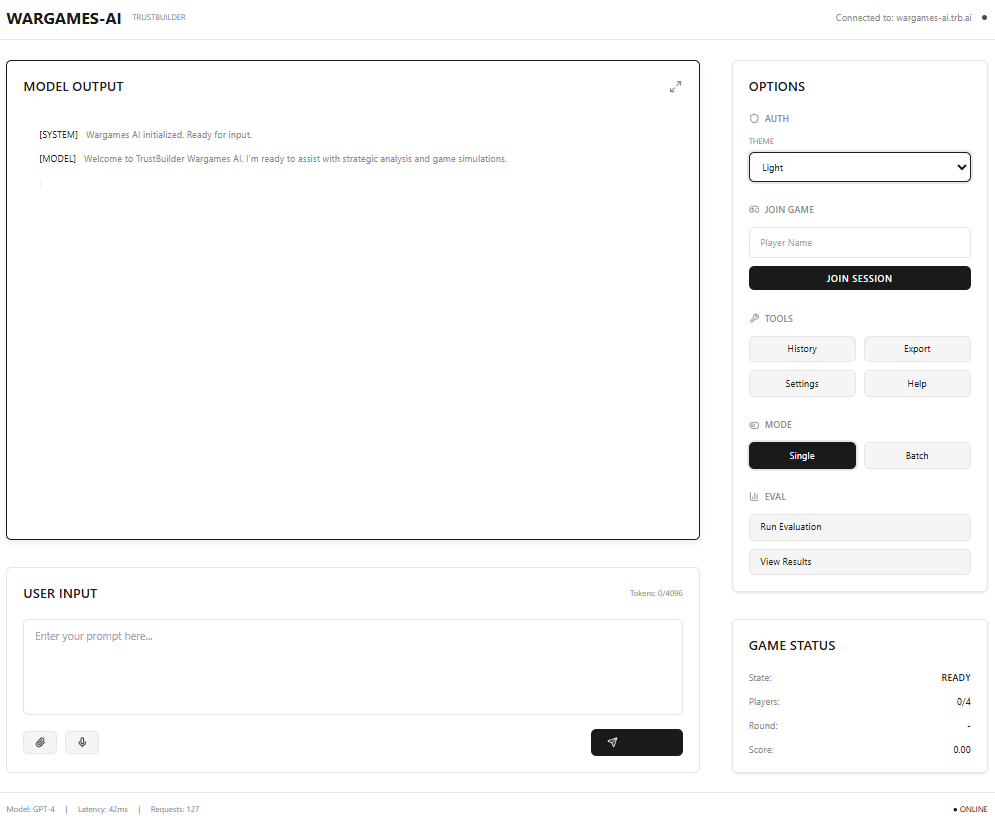 WARGAMES-AI TRUSTBUILDER
Connected to: wargames-ai.trb.ai
MODEL OUTPUT
[SYSTEM] Wargames AI initialized. Ready for input.
[MODEL] Welcome to TrustBuilder Wargames AI. I'm ready to assist with strategic analysis and game simulations.
USER INPUT
Tokens: 0/4096
Enter your prompt here...
OPTIONS
AUTH
THEME
Light
JOIN GAME
Player Name
JOIN SESSION
TOOLS
History Export
Settings Help
MODE
Single Batch
EVAL
Run Evaluation
View Results
GAME STATUS
State: READY
Players: 0/4
Round: -
Score: 0.00
Model: GPT-4 | Latency: 42ms | Requests: 127
ONLINE